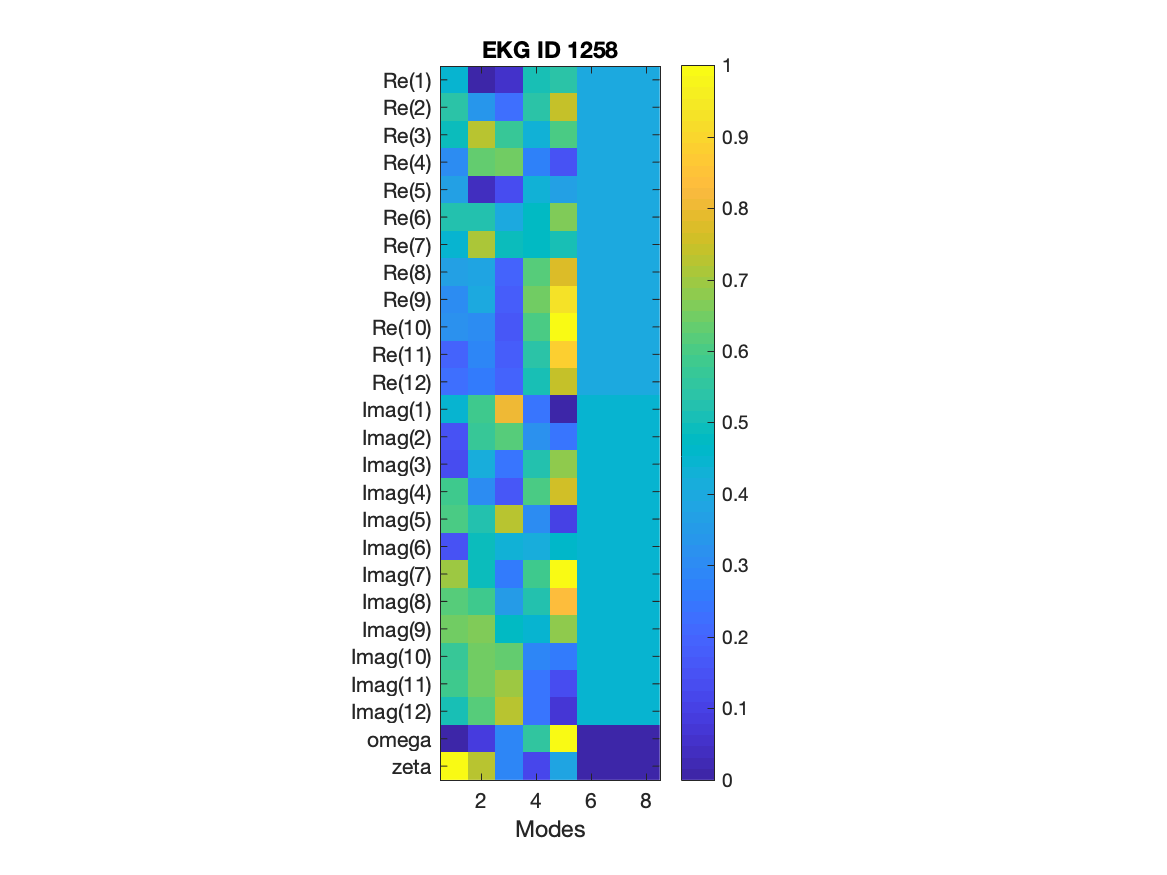 EKG ID 1258
Re(1)
Re(2)
Re(3)
Re(4)
Re(5)
Re(6)
Re(7)
Re(8)
Re(9)
Re(10)
Re(11)
Re(12)
Imag(1)
Imag(2)
Imag(3)
Imag(4)
Imag(5)
Imag(6)
Imag(7)
Imag(8)
Imag(9)
Imag(10)
Imag(11)
Imag(12)
omega
zeta
2 4 6 8
Modes
1
0.9
0.8
0.7
0.6
0.5
0.4
0.3
0.2
0.1
0